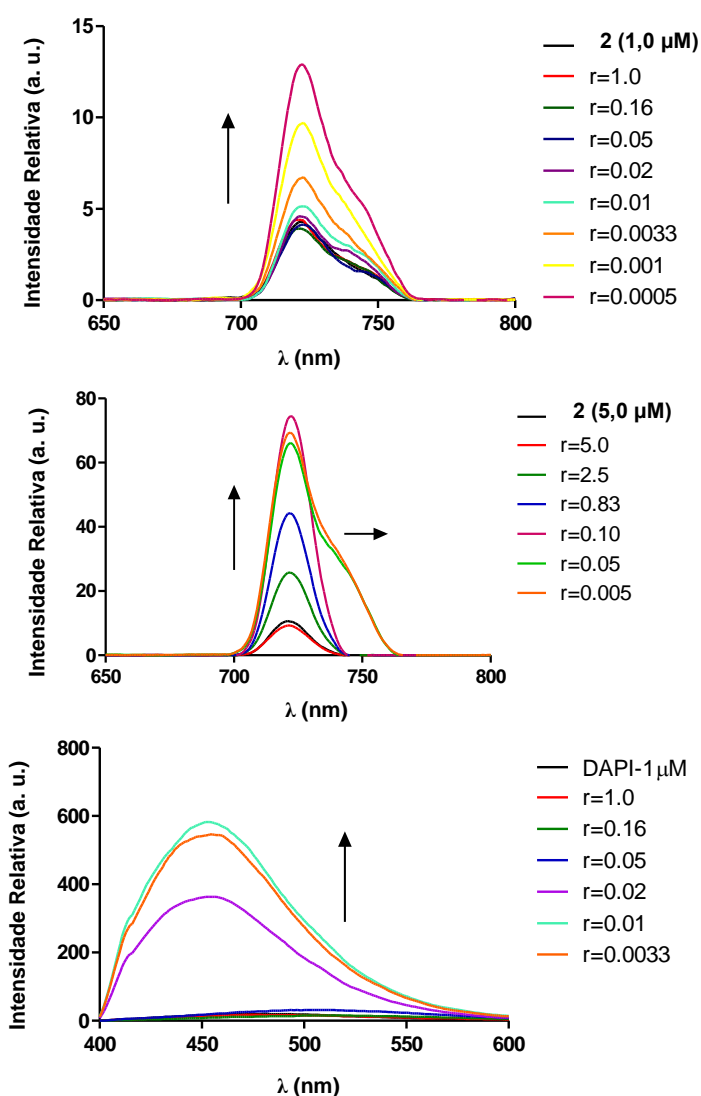 Intensidade Relativa (a. u.)
15
10
5
0
650
700
750
800
λ (nm)
2 (1,0 µM)
r=1.0
r=0.16
r=0.05
r=0.02
r=0.01
r=0.0033
r=0.001
r=0.0005
Intensidade Relativa (a. u.)
80
60
40
20
0
650
700
750
800
λ (nm)
2 (5,0 µM)
r=5.0
r=2.5
r=0.83
r=0.10
r=0.05
r=0.005
Intensidade Relativa (a. u.)
800
600
400
200
0
400
450
500
550
600
λ (nm)
DAPI-1µM
r=1.0
r=0.16
r=0.05
r=0.02
r=0.01
r=0.0033